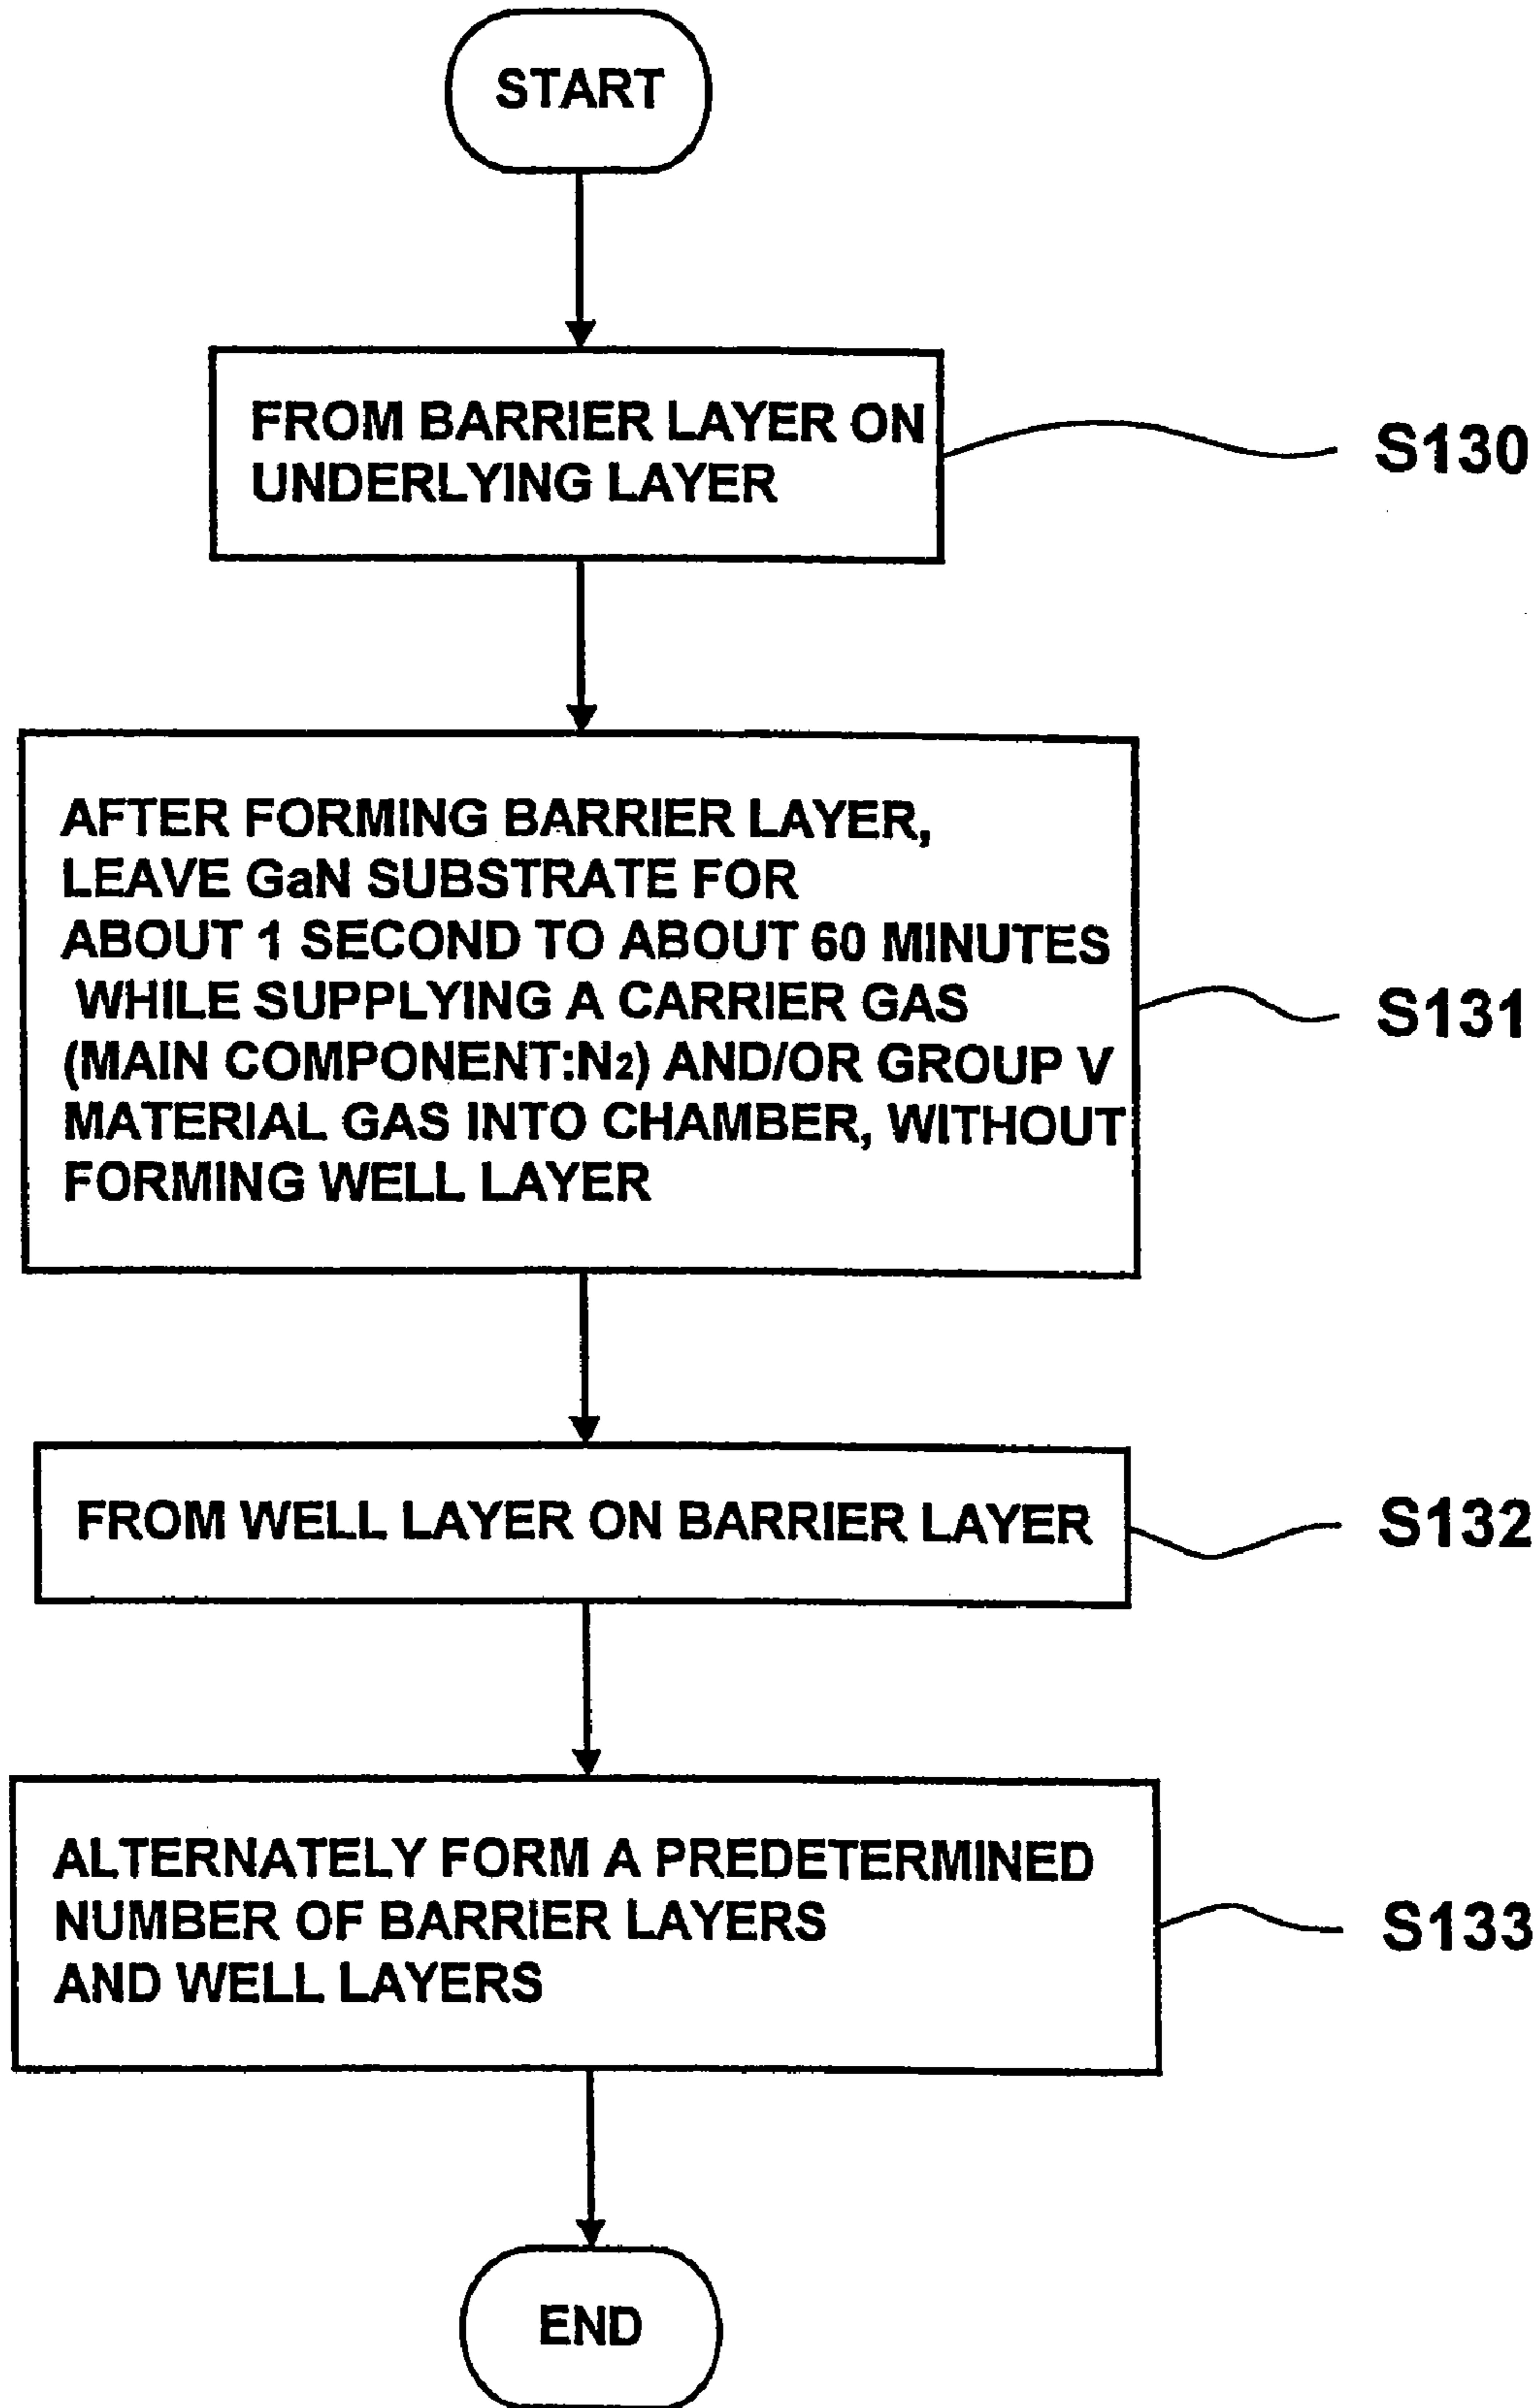 START
FROM BARRIER LAYER ON
UNDERLYING LAYER
S130
AFTER FORMING BARRIER LAYER,
LEAVE GaN SUBSTRATE FOR
ABOUT 1 SECOND TO ABOUT 60 MINUTES
WHILE SUPPLYING A CARRIER GAS
(MAIN COMPONENT:N₂) AND/OR GROUP V
MATERIAL GAS INTO CHAMBER, WITHOUT
FORMING WELL LAYER
S131
FROM WELL LAYER ON BARRIER LAYER
S132
ALTERNATELY FORM A PREDETERMINED
NUMBER OF BARRIER LAYERS
AND WELL LAYERS
S133
END